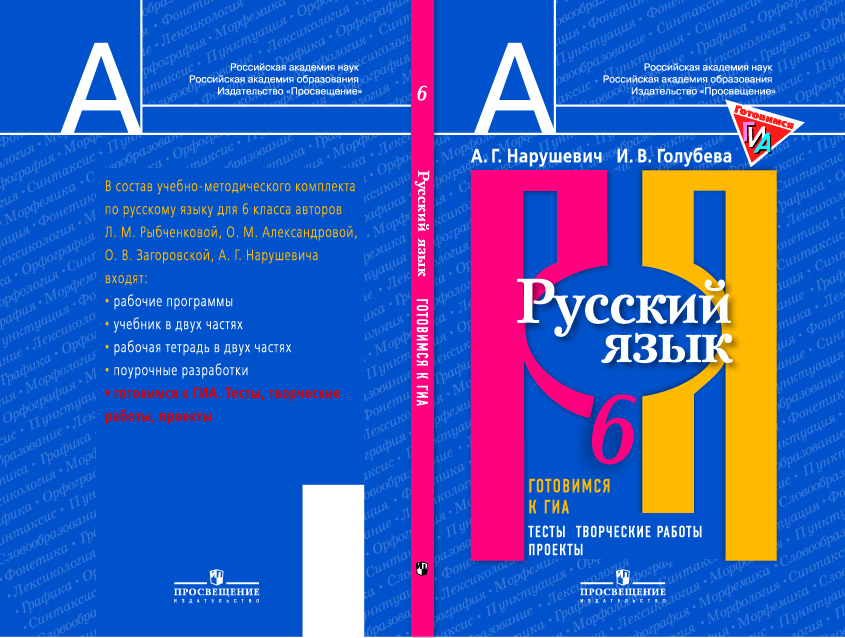 А
Российская академия наук
Российская академия образования
Издательство «Просвещение»
В состав учебно-методического комплекта
по русскому языку для 6 класса авторов
Л. М. Рыбченковой, О. М. Александровой,
О. В. Загоровской, А. Г. Нарушевича
входят:
• рабочие программы
• учебник в двух частях
• рабочая тетрадь в двух частях
• поурочные разработки
• готовимся к ГИА. Тесты, творческие
работы, проекты
ПРОСВЕЩЕНИЕ
ИЗДАТЕЛЬСТВО
6
Русский язык
ГОТОВИМСЯ К ГИА
А
Российская академия наук
Российская академия образования
Издательство «Просвещение»
Готовимся
ГИА
А. Г. Нарушевич И. В. Голубева
РЯ
Русский
язык
6
ГОТОВИМСЯ
К ГИА
ТЕСТЫ ТВОРЧЕСКИЕ РАБОТЫ
ПРОЕКТЫ
ПРОСВЕЩЕНИЕ
ИЗДАТЕЛЬСТВО